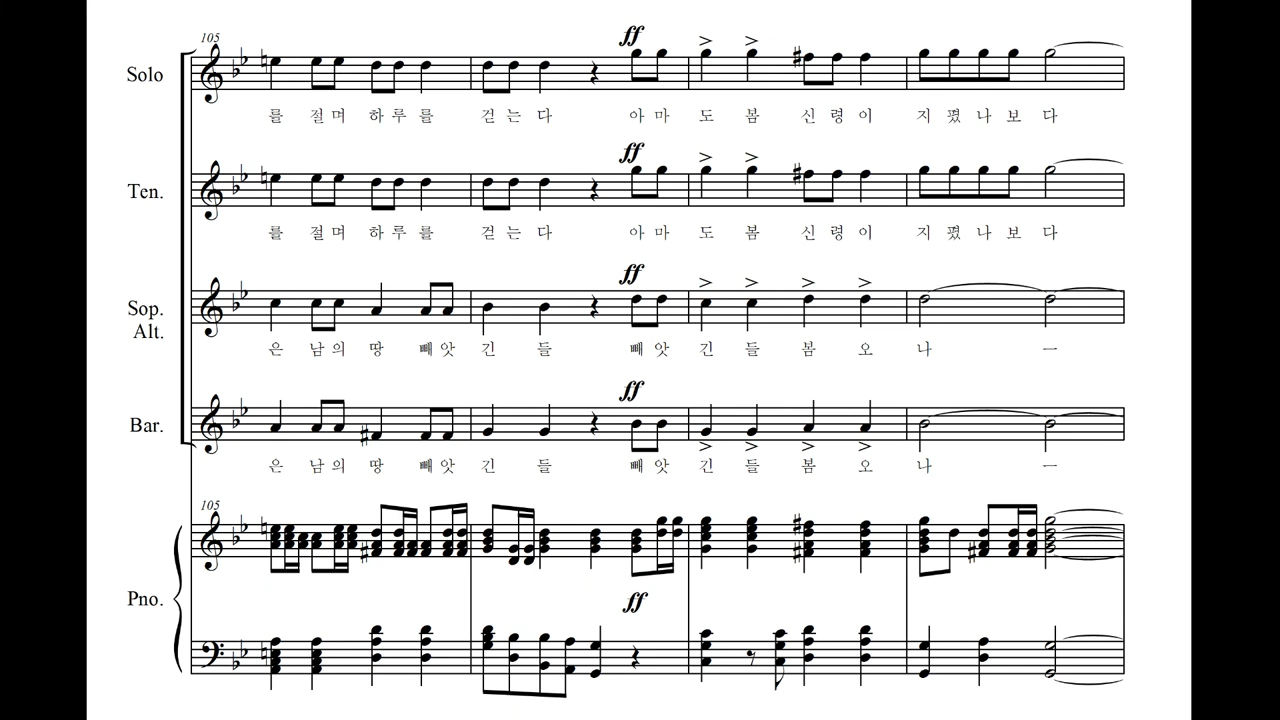 105
ff
Solo
를 절며 하루를 걷는다 아마도 봄 신령이 지폈나보다
ff
Ten.
를 절며 하루를 걷는다 아마도 봄 신령이 지폈나보다
ff
Sop.
Alt.
은 남의 땅 빼앗긴 들 빼앗긴 들 봄 오나 ㅡ
ff
Bar.
은 남의 땅 빼앗긴 들 빼앗긴 들 봄 오나 ㅡ
105
Pno.
ff